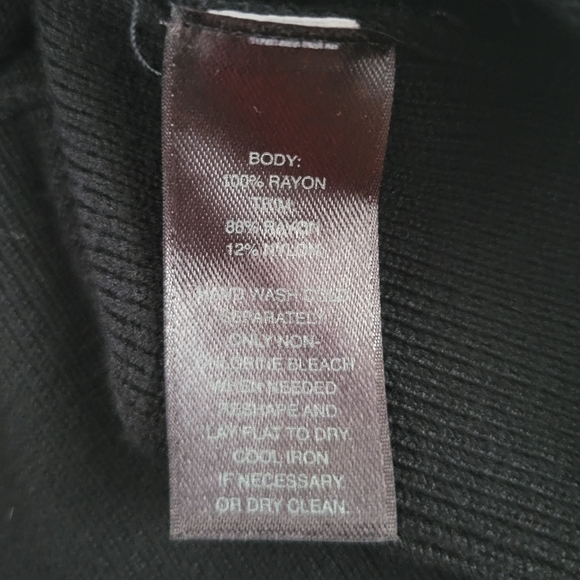 BODY:
100% RAYON
TRIM:
88% RAYON
12% NYLON
HAND WASH COLD
SEPARATELY
ONLY NON-
CHLORINE BLEACH
WHEN NEEDED
RESHAPE AND
LAY FLAT TO DRY.
COOL IRON
IF NECESSARY
OR DRY CLEAN.